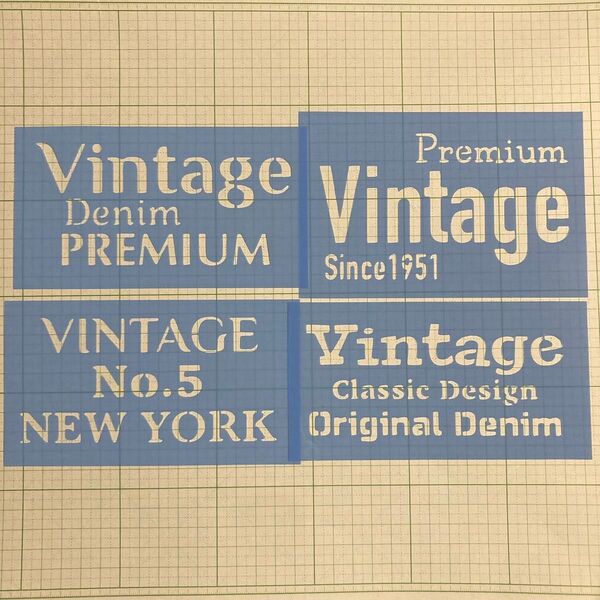 Vintage
Denim
PREMIUM
Premium
Vintage
Since1951
VINTAGE
No.5
NEW YORK
Vintage
Classic Design
Original Denim